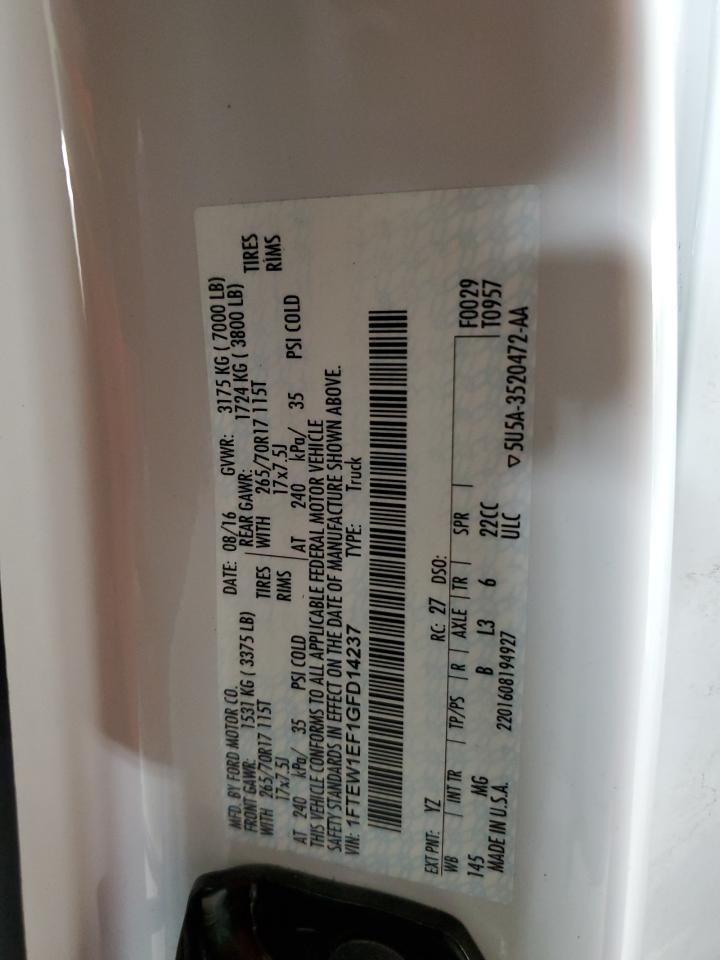 MFD. BY FORD MOTOR CO.
DATE: 08/16 GVWR: 3175 KG ( 7000 LB)
FRONT GAWR: 1531 KG ( 3375 LB)
REAR GAWR: 1724 KG ( 3800 LB)
WITH 265/70R17 115T TIRES
WITH 265/70R17 115T TIRES
17x7.5J RIMS
17x7.5J RIMS
AT 240 kPa/ 35 PSI COLD
AT 240 kPa/ 35 PSI COLD
THIS VEHICLE CONFORMS TO ALL APPLICABLE FEDERAL MOTOR VEHICLE
SAFETY STANDARDS IN EFFECT ON THE DATE OF MANUFACTURE SHOWN ABOVE.
VIN: 1FTEW1EF1GFD14237 TYPE: Truck
EXT PNT: YZ RC: 27 DSO: F0029
WB INT TR TP/PS R AXLE TR SPR T0957
145 MG B L3 6 22CC
MADE IN U.S.A. 2201608194927 ULC ▽5U5A-3520472-AA